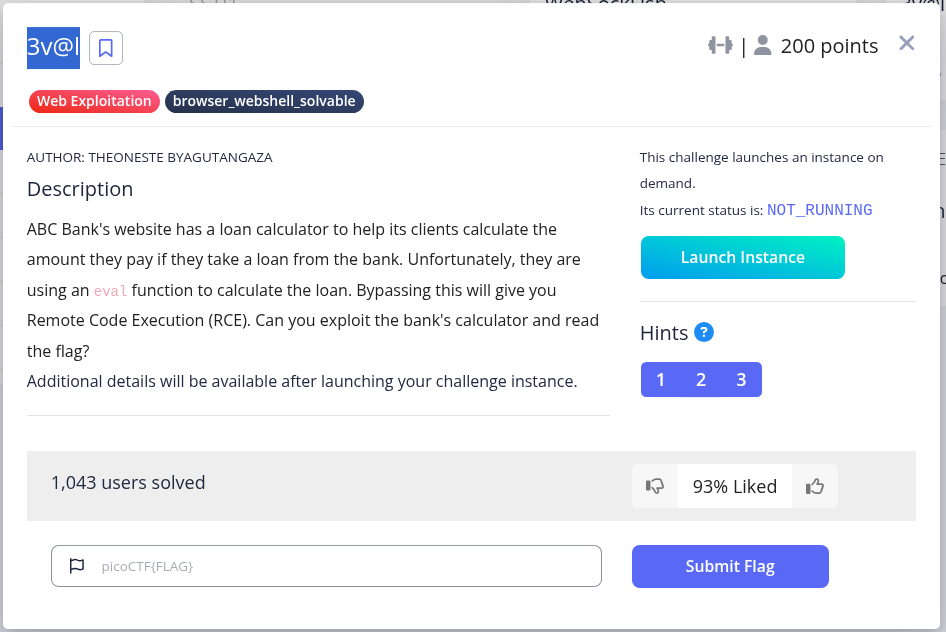 WebSockFish
3v@l
| 200 points
Web Exploitation browser_webshell_solvable
AUTHOR: THEONESTE BYAGUTANGAZA
Description
ABC Bank's website has a loan calculator to help its clients calculate the
amount they pay if they take a loan from the bank. Unfortunately, they are
using an eval function to calculate the loan. Bypassing this will give you
Remote Code Execution (RCE). Can you exploit the bank's calculator and read
the flag?
Additional details will be available after launching your challenge instance.
This challenge launches an instance on
demand.
Its current status is: NOT_RUNNING
Launch Instance
Hints ?
1 2 3
1,043 users solved
93% Liked
picoCTF{FLAG}
Submit Flag